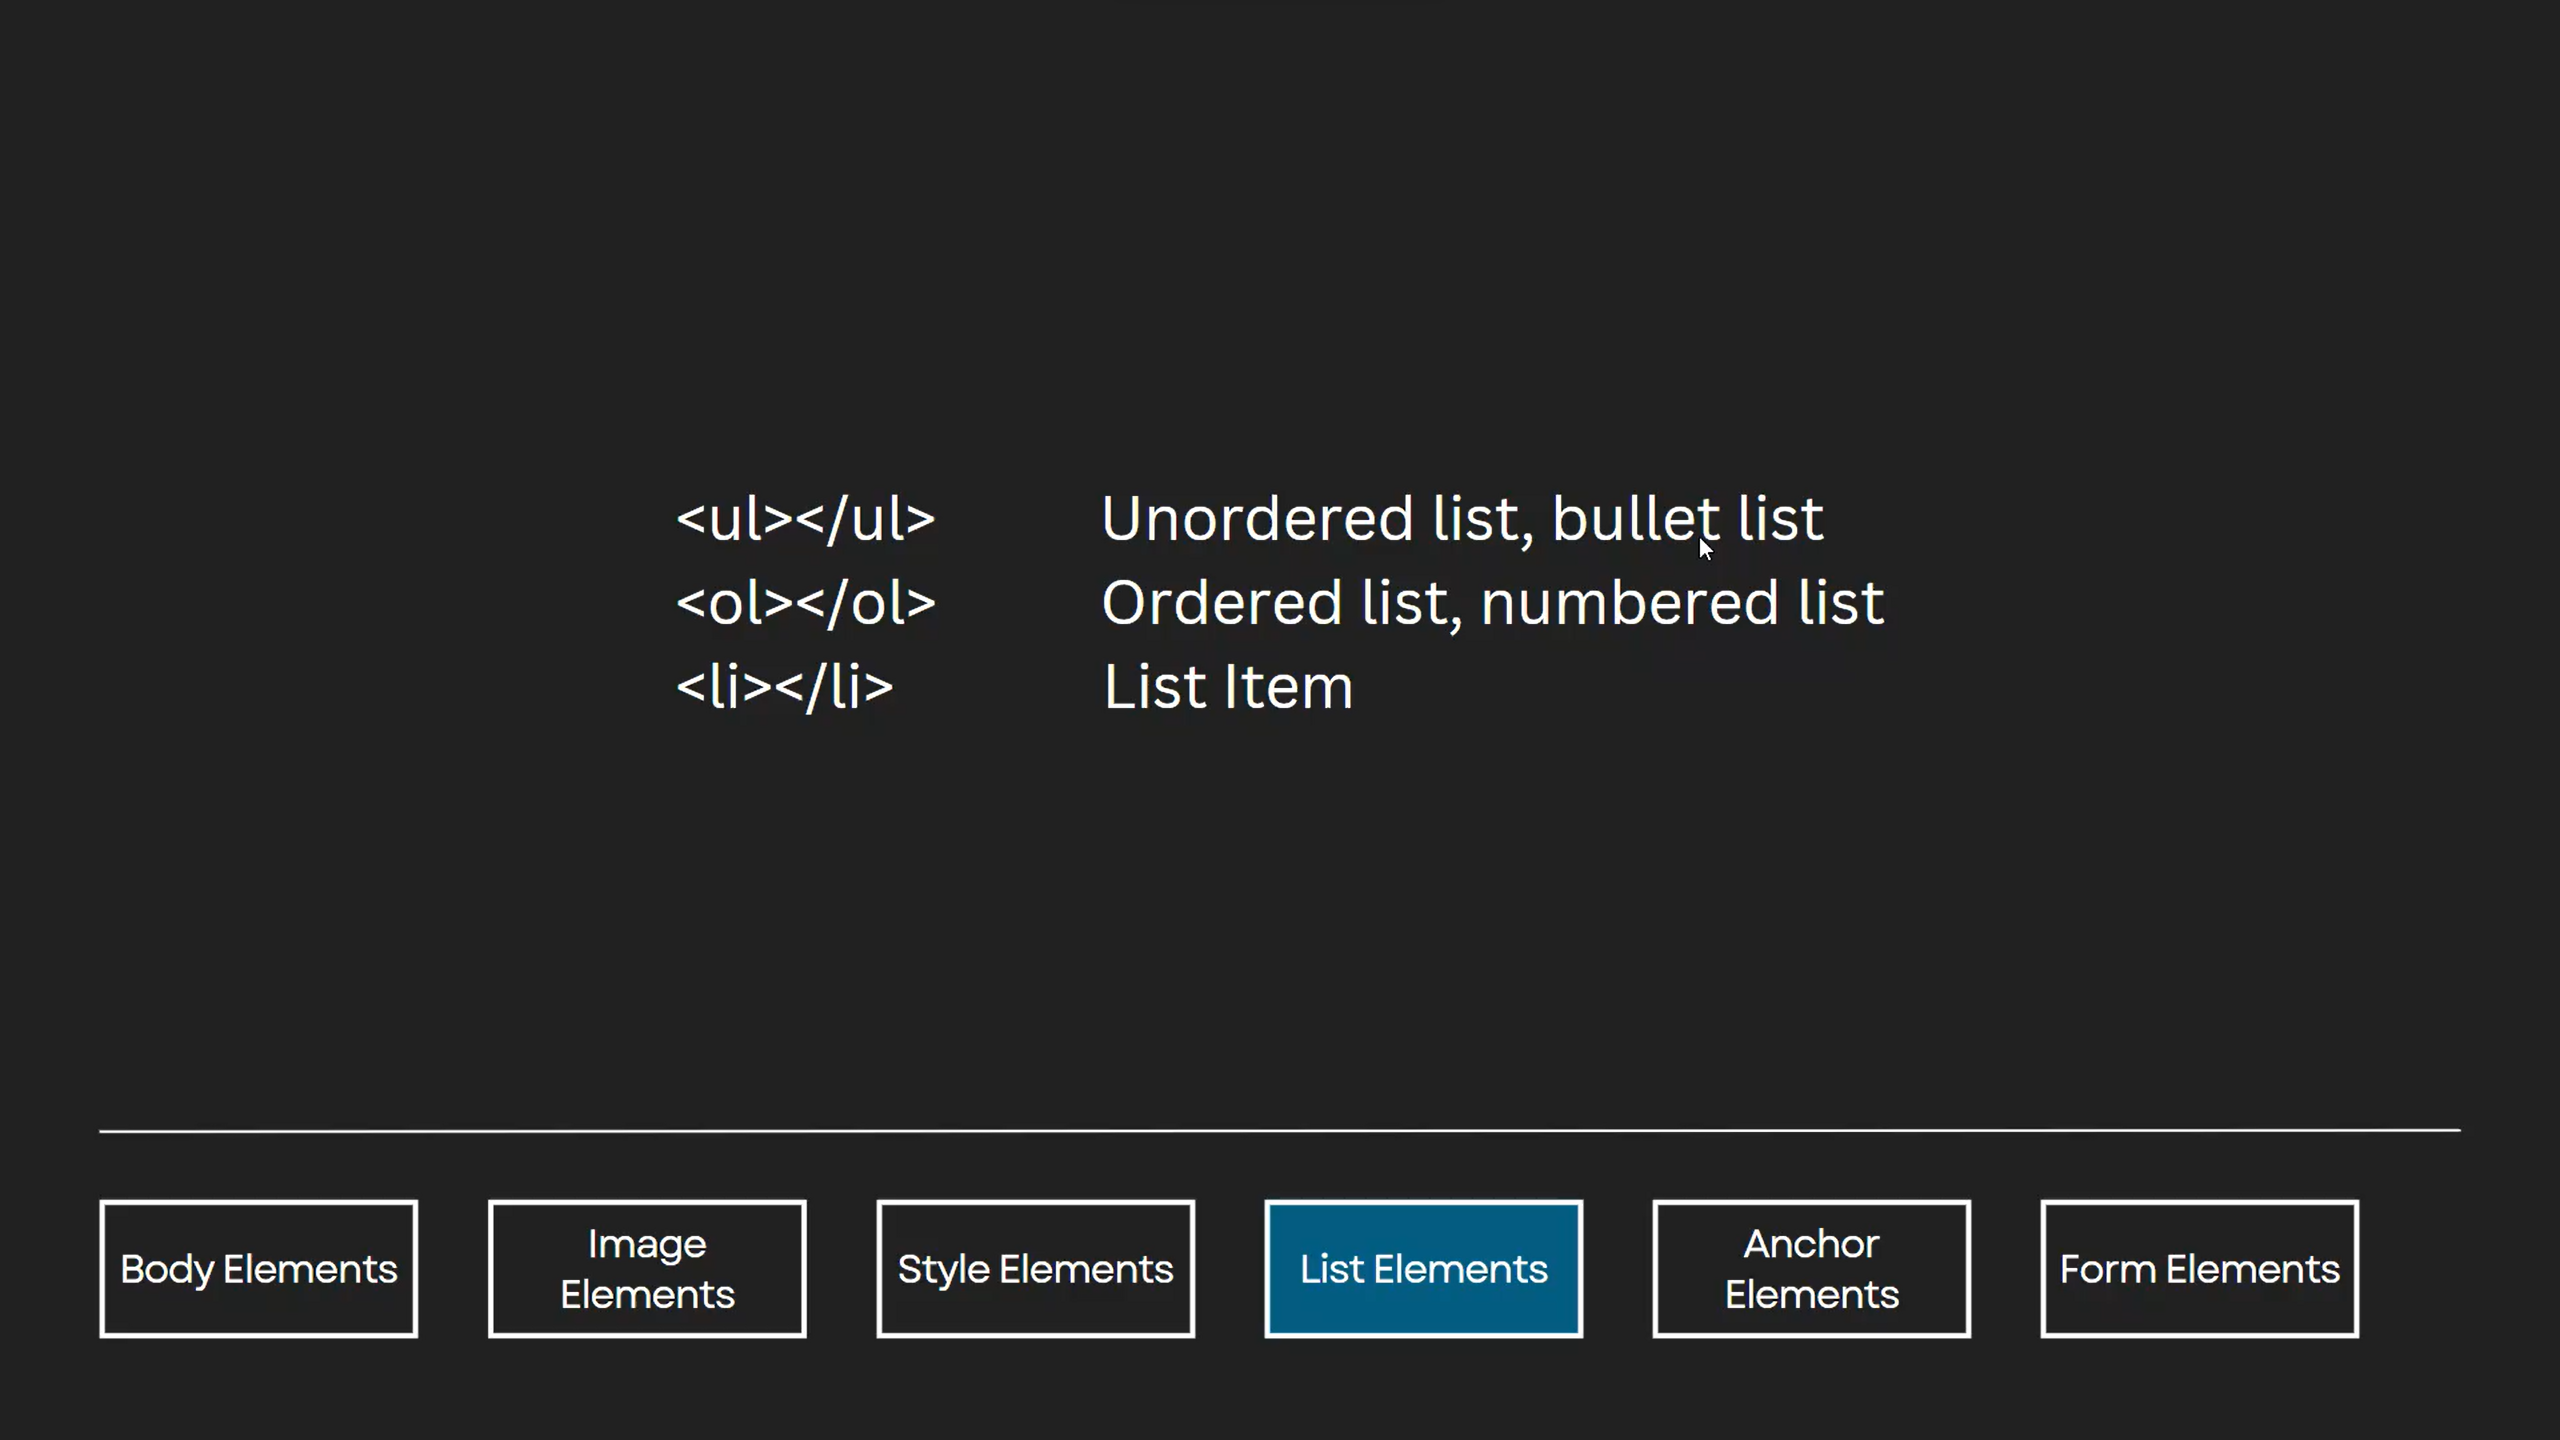 <ul></ul> Unordered list, bullet list
<ol></ol> Ordered list, numbered list
<li></li> List Item
Body Elements
Image
Elements
Style Elements
List Elements
Anchor
Elements
Form Elements